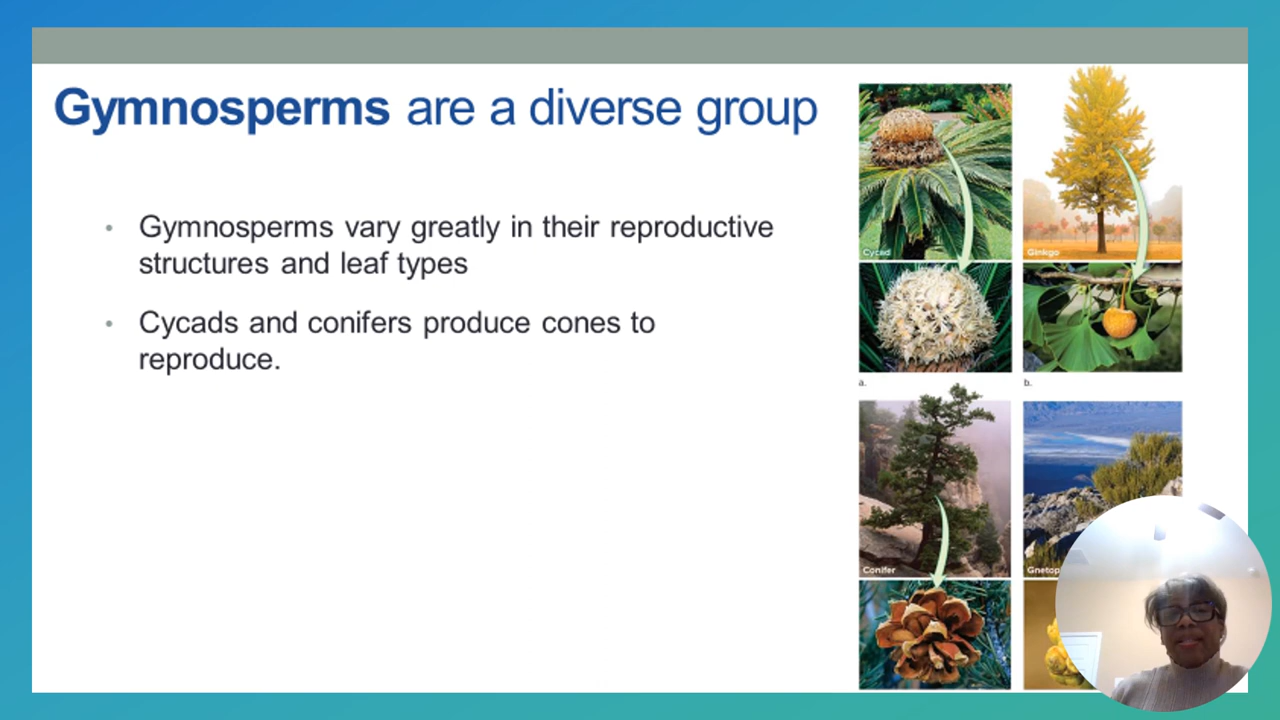 Gymnosperms are a diverse group
• Gymnosperms vary greatly in their reproductive
structures and leaf types
• Cycads and conifers produce cones to
reproduce.
Cycad
Ginkgo
a.
b.
Conifer
Gnetop